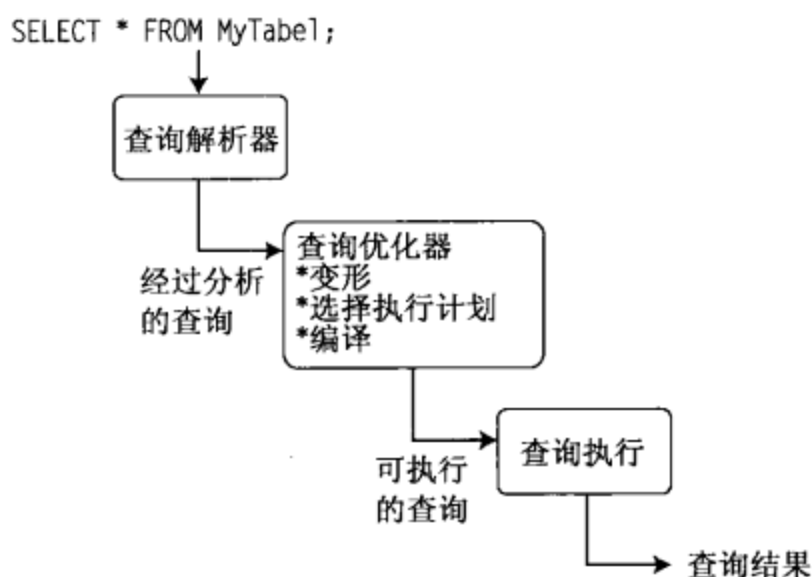 SELECT * FROM MyTabel;
查询解析器
经过分析
的查询
查询优化器
*变形
*选择执行计划
*编译
可执行
的查询
查询执行
查询结果